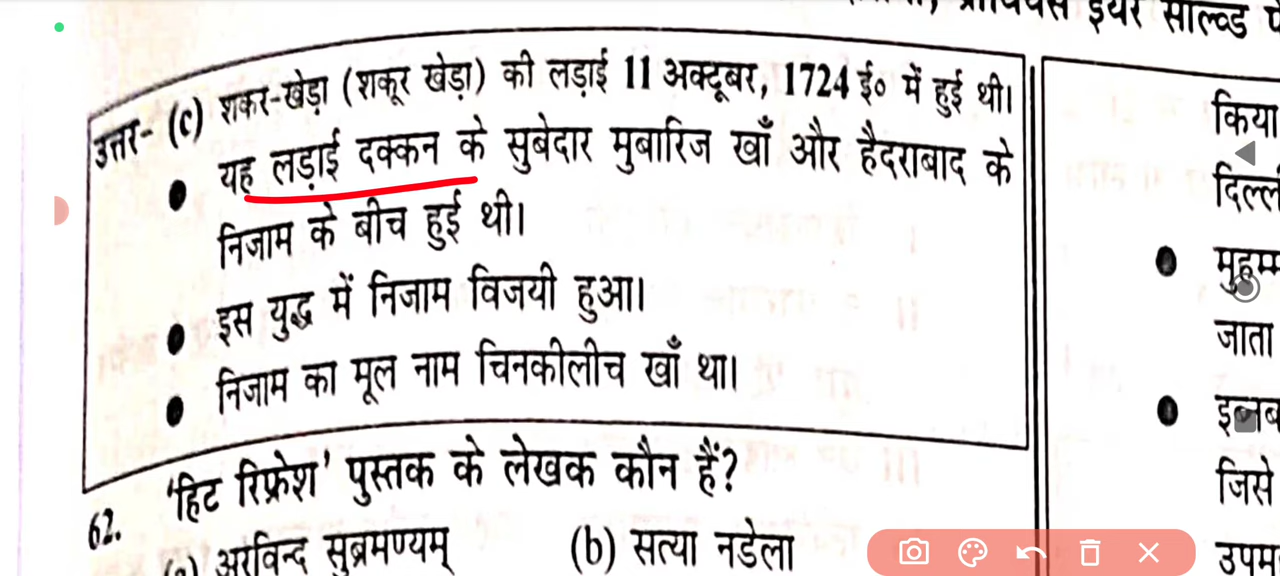 इयर साल्व्ड
उत्तर- (c) शकर-खेड़ा (शकूर खेड़ा) की लड़ाई 11 अक्टूबर, 1724 ई० में हुई थी।
● यह लड़ाई दक्कन के सुबेदार मुबारिज खाँ और हैदराबाद के
निजाम के बीच हुई थी।
● इस युद्ध में निजाम विजयी हुआ।
● निजाम का मूल नाम चिनकीलीच खाँ था।
62. 'हिट रिफ्रेश' पुस्तक के लेखक कौन हैं?
(a) अरविन्द सुब्रमण्यम् (b) सत्या नडेला
किया
●
जाता
●
जिसे